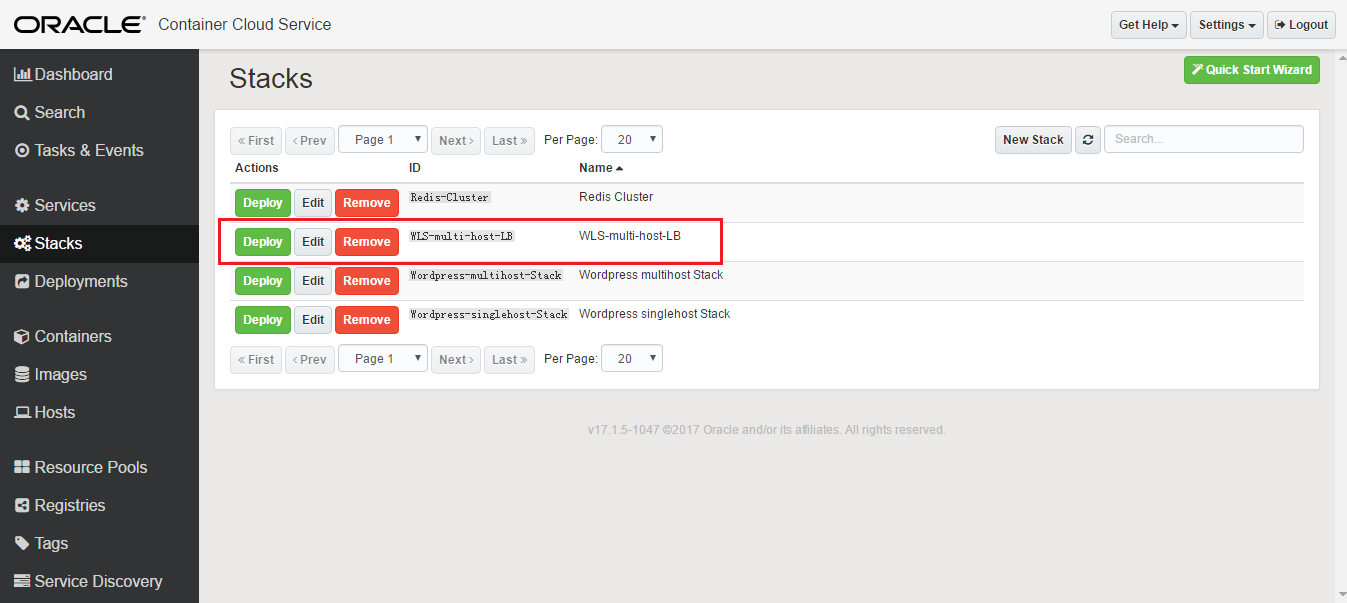 ORACLE® Container Cloud Service
Get Help Settings Logout
Dashboard
Search
Tasks & Events
Services
Stacks
Deployments
Containers
Images
Hosts
Resource Pools
Registries
Tags
Service Discovery
Stacks
Quick Start Wizard
« First ‹ Prev Page 1 Next › Last » Per Page: 20 New Stack Search...
Actions ID Name
Deploy Edit Remove Redis-Cluster Redis Cluster
Deploy Edit Remove WLS-multi-host-LB WLS-multi-host-LB
Deploy Edit Remove Wordpress-multihost-Stack Wordpress multihost Stack
Deploy Edit Remove Wordpress-singlehost-Stack Wordpress singlehost Stack
« First ‹ Prev Page 1 Next › Last » Per Page: 20
v17.1.5-1047 ©2017 Oracle and/or its affiliates. All rights reserved.